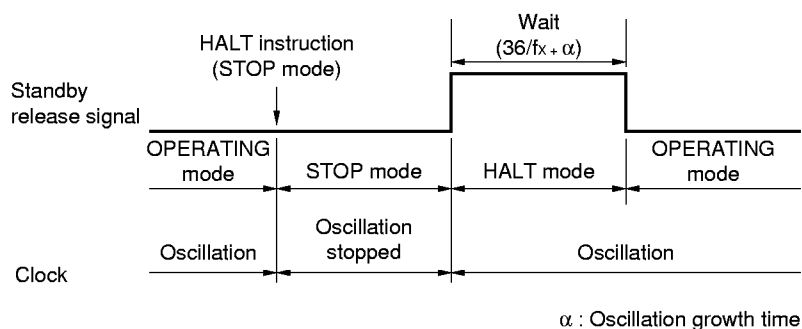 Wait
(36/fx + α)
HALT instruction
(STOP mode)
Standby
release signal
OPERATING
mode
STOP mode
HALT mode
OPERATING
mode
Oscillation
Oscillation
stopped
Oscillation
Clock
α : Oscillation growth time